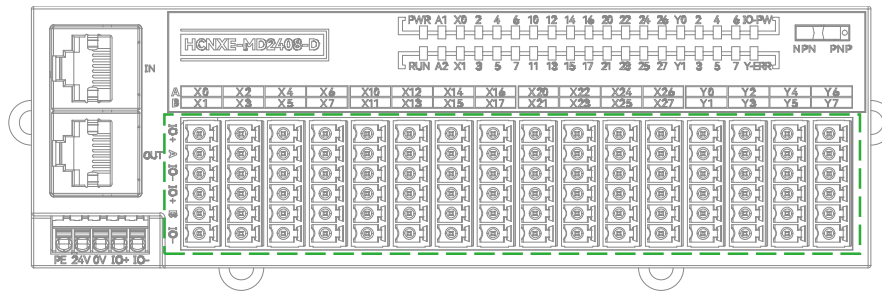 PWR A1 X0 2 4 6 10 12 14 16 20 22 24 26 Y0 2 4 6 IO-PW
HCNXE-MD2408-D
NPN PNP
RUN A2 X1 3 5 7 11 13 15 17 21 23 25 27 Y1 3 5 7 Y-ERR
IN
A X0 X2 X4 X6 X10 X12 X14 X16 X20 X22 X24 X26 Y0 Y2 Y4 Y6
B X1 X3 X5 X7 X11 X13 X15 X17 X21 X23 X25 X27 Y1 Y3 Y5 Y7
OUT
IO+
A
IO-
IO+
B
IO-
PE 24V 0V IO+ IO-